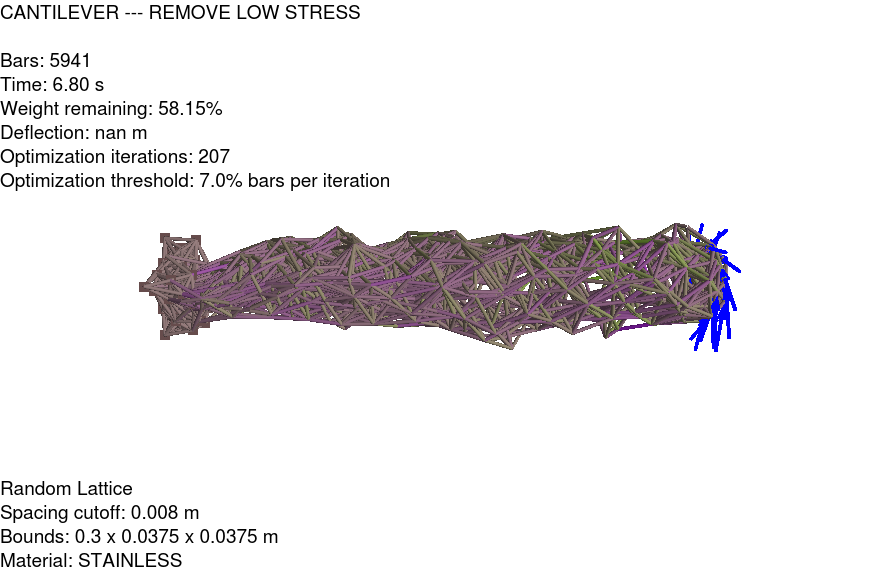 CANTILEVER --- REMOVE LOW STRESS
Bars: 5941
Time: 6.80 s
Weight remaining: 58.15%
Deflection: nan m
Optimization iterations: 207
Optimization threshold: 7.0% bars per iteration
Random Lattice
Spacing cutoff: 0.008 m
Bounds: 0.3 x 0.0375 x 0.0375 m
Material: STAINLESS